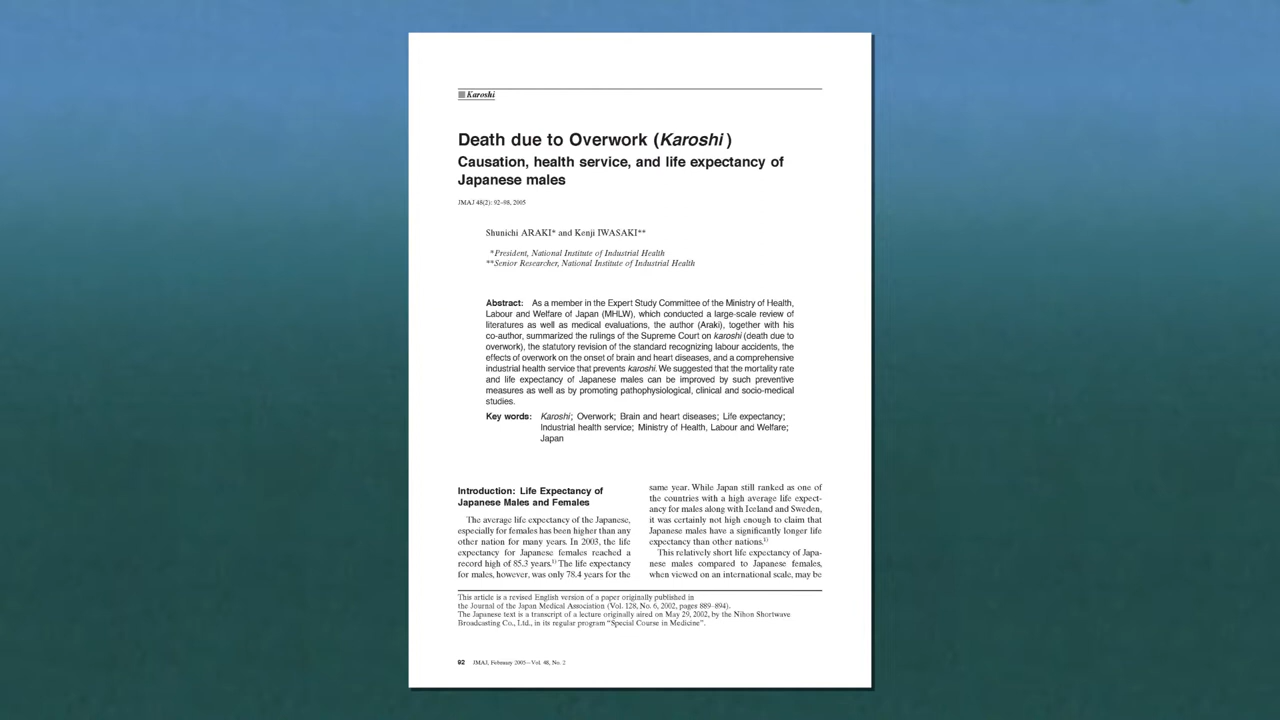 Karoshi
Death due to Overwork (Karoshi)
Causation, health service, and life expectancy of
Japanese males
JMAJ 48(2): 92–98, 2005
Shunichi ARAKI* and Kenji IWASAKI**
*President, National Institute of Industrial Health
**Senior Researcher, National Institute of Industrial Health
Abstract: As a member in the Expert Study Committee of the Ministry of Health,
Labour and Welfare of Japan (MHLW), which conducted a large-scale review of
literatures as well as medical evaluations, the author (Araki), together with his
co-author, summarized the rulings of the Supreme Court on karoshi (death due to
overwork), the statutory revision of the standard recognizing labour accidents, the
effects of overwork on the onset of brain and heart diseases, and a comprehensive
industrial health service that prevents karoshi. We suggested that the mortality rate
and life expectancy of Japanese males can be improved by such preventive
measures as well as by promoting pathophysiological, clinical and socio-medical
studies.
Key words: Karoshi; Overwork; Brain and heart diseases; Life expectancy;
Industrial health service; Ministry of Health, Labour and Welfare;
Japan
Introduction: Life Expectancy of
Japanese Males and Females
The average life expectancy of the Japanese,
especially for females has been higher than any
other nation for many years. In 2003, the life
expectancy for Japanese females reached a
record high of 85.3 years.1) The life expectancy
for males, however, was only 78.4 years for the
same year. While Japan still ranked as one of
the countries with a high average life expect-
ancy for males along with Iceland and Sweden,
it was certainly not high enough to claim that
Japanese males have a significantly longer life
expectancy than other nations.1)
This relatively short life expectancy of Japa-
nese males compared to Japanese females,
when viewed on an international scale, may be
This article is a revised English version of a paper originally published in
the Journal of the Japan Medical Association (Vol. 128, No. 6, 2002, pages 889–894).
The Japanese text is a transcript of a lecture originally aired on May 29, 2002, by the Nihon Shortwave
Broadcasting Co., Ltd., in its regular program “Special Course in Medicine”.
92 JMAJ, February 2005—Vol. 48, No. 2